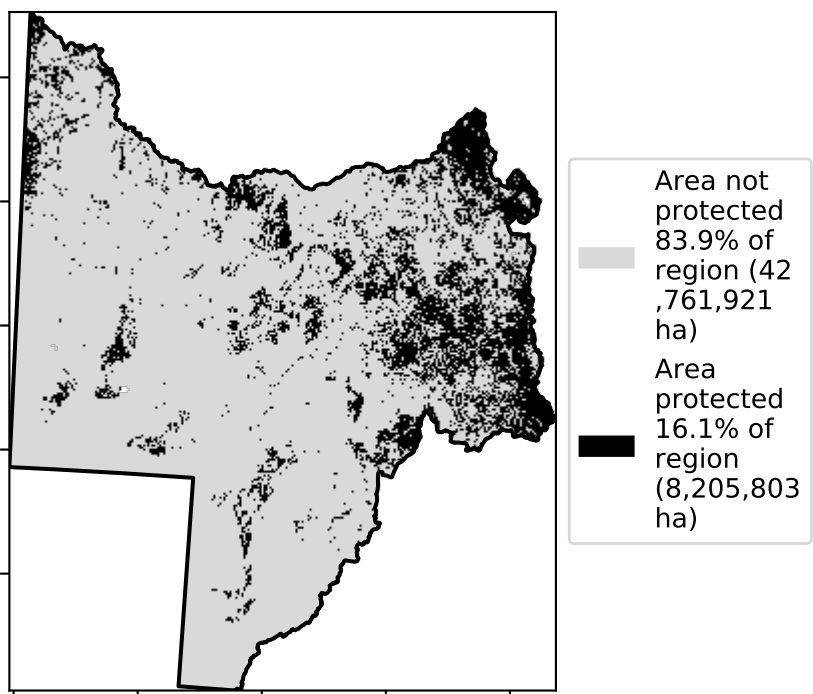 Area not
protected
83.9% of
region (42
,761,921
ha)
Area
protected
16.1% of
region
(8,205,803
ha)